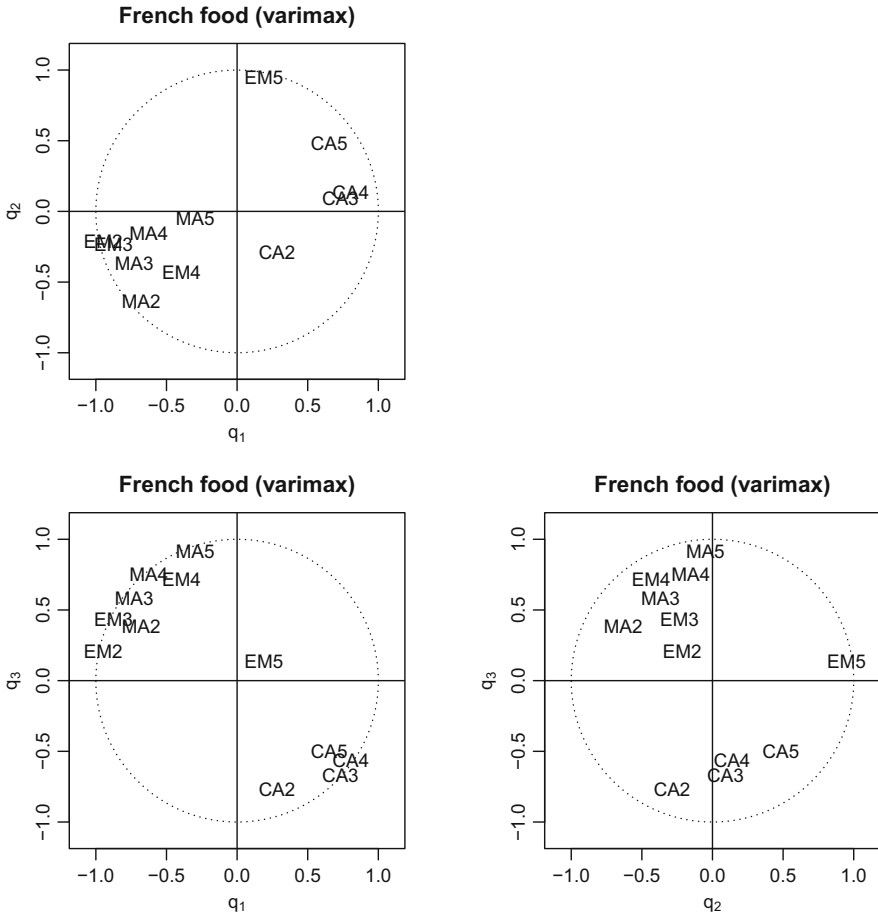 French food (varimax)
1.0
0.5
0.0
−0.5
−1.0
q2
EM5
CA5
CA4
CA3
MA5
MA4
EM2
EM3
CA2
MA3
EM4
MA2
−1.0 −0.5 0.0 0.5 1.0
q1
French food (varimax)
1.0
0.5
0.0
−0.5
−1.0
q3
MA5
MA4
EM4
MA3
EM3
MA2
EM2
EM5
CA5
CA4
CA3
CA2
−1.0 −0.5 0.0 0.5 1.0
q1
French food (varimax)
1.0
0.5
0.0
−0.5
−1.0
q3
MA5
EM4 MA4
MA3
EM3
MA2
EM2
EM5
CA5
CA4
CA3
CA2
−1.0 −0.5 0.0 0.5 1.0
q2